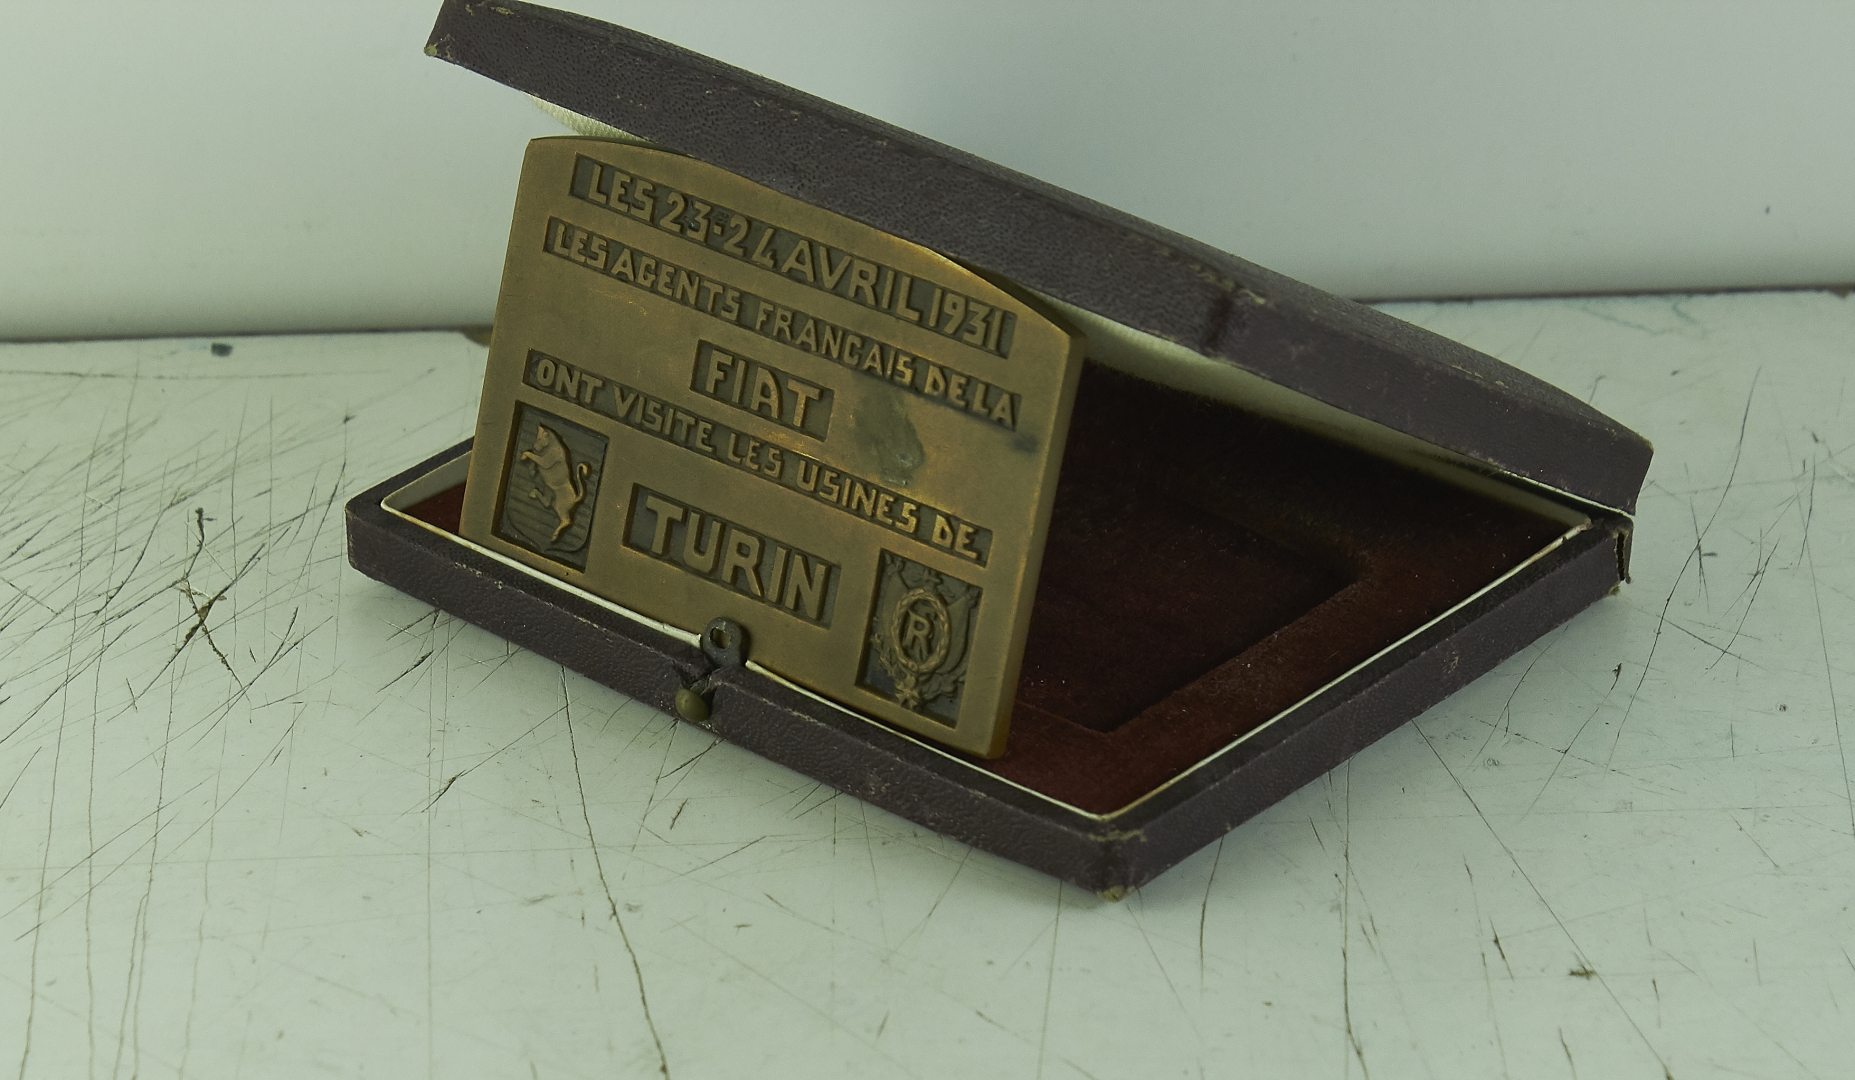 LES 23-24 AVRIL 1931
LES AGENTS FRANCAIS DE LA
FIAT
ONT VISITE LES USINES DE
TURIN
R